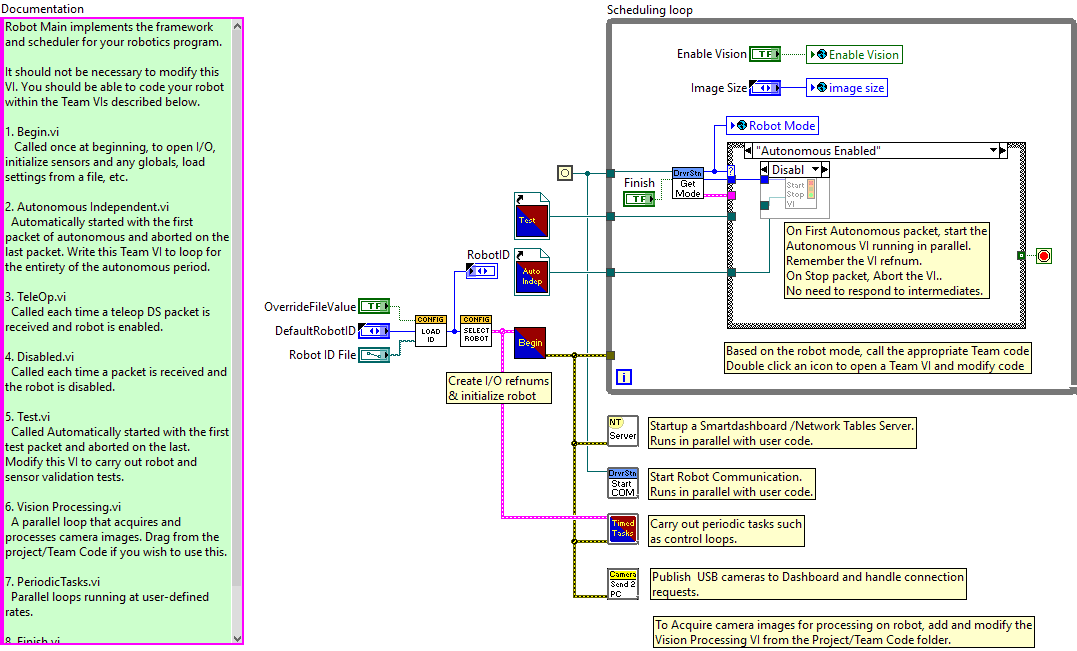 Documentation
Robot Main implements the framework
and scheduler for your robotics program.
It should not be necessary to modify this
VI. You should be able to code your robot
within the Team VIs described below.
1. Begin.vi
Called once at beginning, to open I/O,
initialize sensors and any globals, load
settings from a file, etc.
2. Autonomous Independent.vi
Automatically started with the first
packet of autonomous and aborted on the
last packet. Write this Team VI to loop for
the entirety of the autonomous period.
3. TeleOp.vi
Called each time a teleop DS packet is
received and robot is enabled.
4. Disabled.vi
Called each time a packet is received and
the robot is disabled.
5. Test.vi
Called Automatically started with the first
test packet and aborted on the last.
Modify this VI to carry out robot and
sensor validation tests.
6. Vision Processing.vi
A parallel loop that acquires and
processes camera images. Drag from the
project/Team Code if you wish to use this.
7. PeriodicTasks.vi
Parallel loops running at user-defined
rates.
8. Finish.vi
Scheduling loop
Enable Vision
TF
Enable Vision
Image Size
image size
Robot Mode
"Autonomous Enabled"
Disabl
Start
Stop
VI
DrvrStn
Get
Mode
?
Finish
TF
Test
RobotID
Auto
Indep
On First Autonomous packet, start the
Autonomous VI running in parallel.
Remember the VI refnum.
On Stop packet, Abort the VI..
No need to respond to intermediates.
OverrideFileValue
TF
DefaultRobotID
Robot ID File
CONFIG
LOAD
ID
CONFIG
SELECT
ROBOT
Begin
Create I/O refnums
& initialize robot
Based on the robot mode, call the appropriate Team code
Double click an icon to open a Team VI and modify code
i
NT
Server
Startup a Smartdashboard /Network Tables Server.
Runs in parallel with user code.
DrvrStn
Start
COM
Start Robot Communication.
Runs in parallel with user code.
Timed
Tasks
Carry out periodic tasks such
as control loops.
Camera
Send 2
PC
Publish  USB cameras to Dashboard and handle connection
requests.
To Acquire camera images for processing on robot, add and modify the
Vision Processing VI from the Project/Team Code folder.